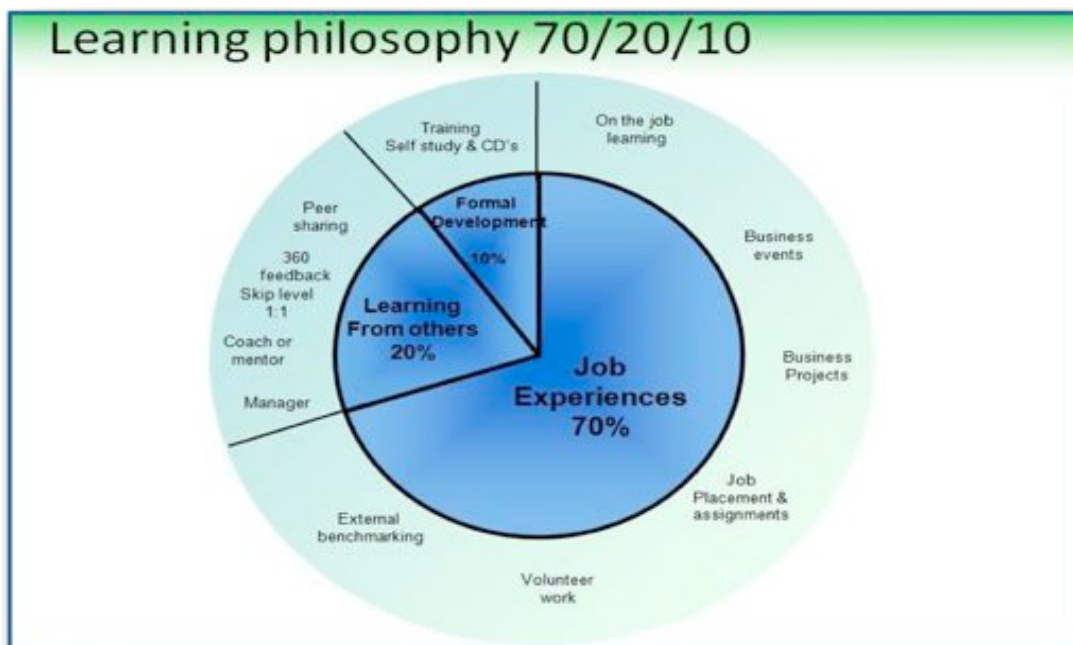 Learning philosophy 70/20/10
Training
Self study & CD's
On the job
learning
Formal
Development
10%
Peer
sharing
360
feedback
Skip level
1:1
Coach or
mentor
Manager
Learning
From others
20%
Business
events
Business
Projects
Job
Experiences
70%
Job
Placement &
assignments
External
benchmarking
Volunteer
work